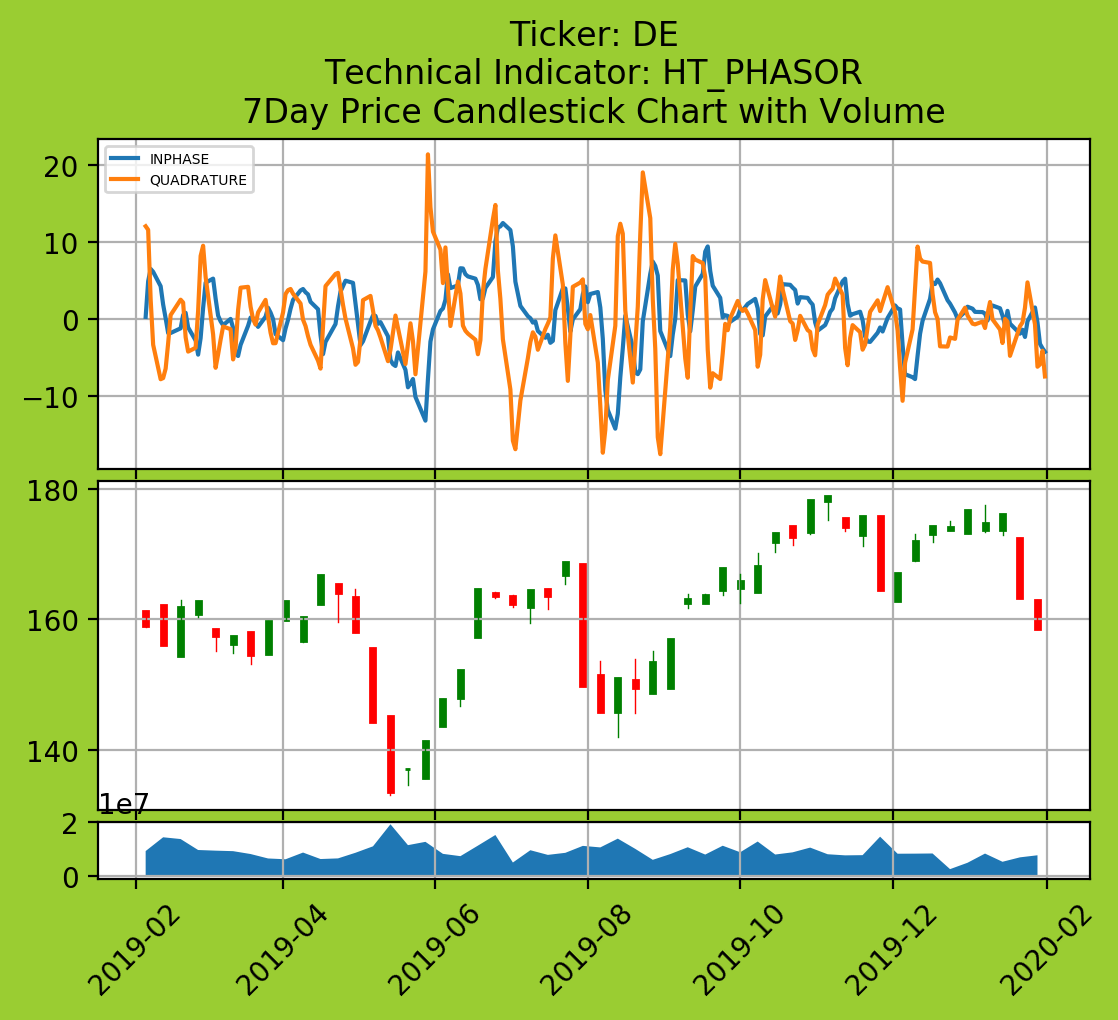 Ticker: DE
Technical Indicator: HT_PHASOR
7Day Price Candlestick Chart with Volume
INPHASE
QUADRATURE
20
10
0
−10
180
160
140
1e7
2
0
2019-02
2019-04
2019-06
2019-08
2019-10
2019-12
2020-02